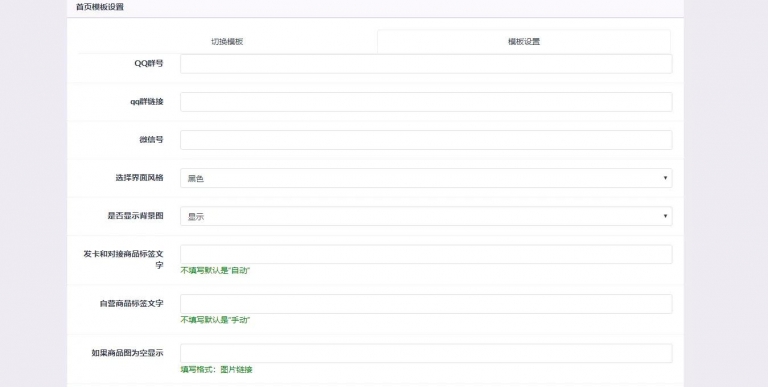 首页模板设置
切换模板
模板设置
QQ群号
qq群链接
微信号
选择界面风格
黑色
是否显示背景图
显示
发卡和对接商品标签文
字
不填写默认是“自动”
自营商品标签文字
不填写默认是“手动”
如果商品图为空显示
填写格式：图片链接